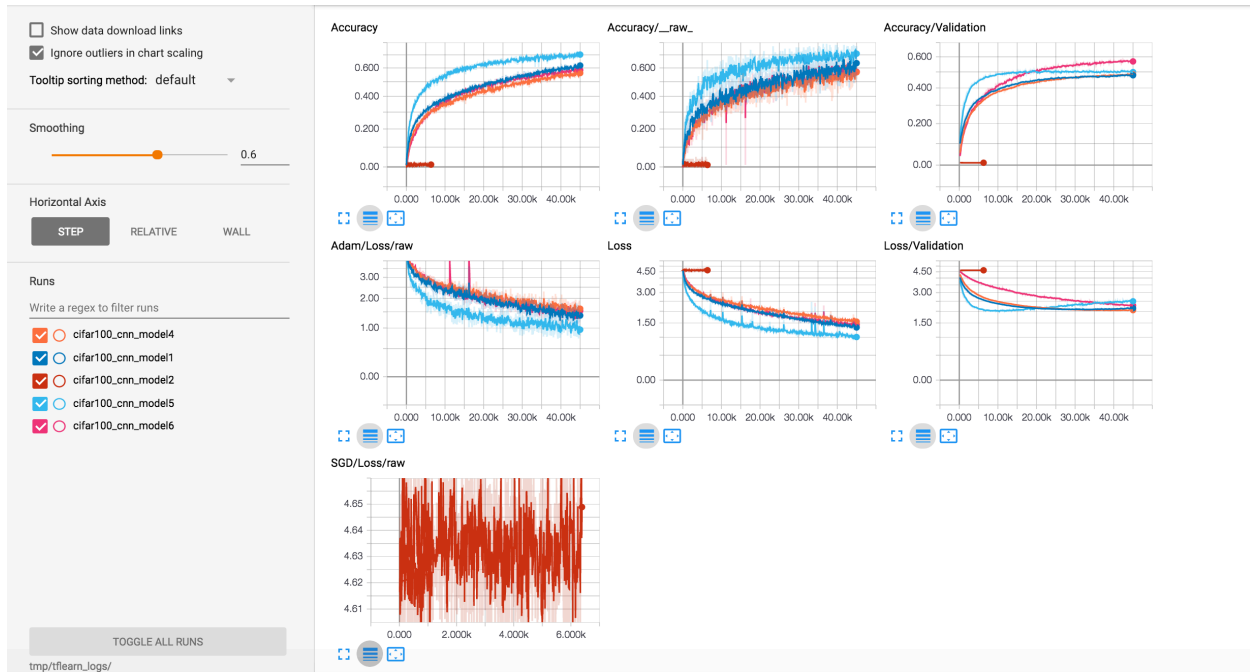 Show data download links
Ignore outliers in chart scaling
Tooltip sorting method: default
Smoothing
0.6
Horizontal Axis
STEP RELATIVE WALL
Runs
Write a regex to filter runs
cifar100_cnn_model4
cifar100_cnn_model1
cifar100_cnn_model2
cifar100_cnn_model5
cifar100_cnn_model6
TOGGLE ALL RUNS
tmp/tflearn_logs/
Accuracy
0.600
0.400
0.200
0.00
0.000 10.00k 20.00k 30.00k 40.00k
Accuracy/__raw_
0.600
0.400
0.200
0.00
0.000 10.00k 20.00k 30.00k 40.00k
Accuracy/Validation
0.600
0.400
0.200
0.00
0.000 10.00k 20.00k 30.00k 40.00k
Adam/Loss/raw
3.00
2.00
1.00
0.00
0.000 10.00k 20.00k 30.00k 40.00k
Loss
4.50
3.00
1.50
0.00
0.000 10.00k 20.00k 30.00k 40.00k
Loss/Validation
4.50
3.00
1.50
0.00
0.000 10.00k 20.00k 30.00k 40.00k
SGD/Loss/raw
4.65
4.64
4.63
4.62
4.61
0.000 2.000k 4.000k 6.000k